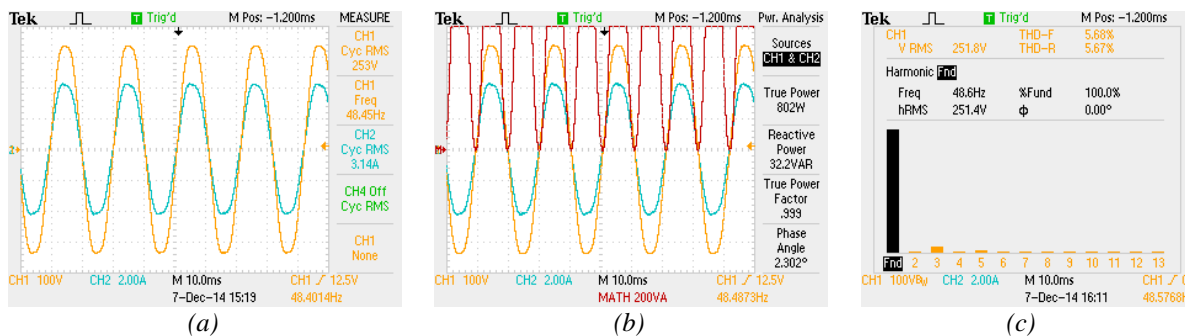 Tek T Trig'd M Pos: -1.200ms MEASURE
CH1
Cyc RMS
253V
CH1
Freq
48.45Hz
CH2
Cyc RMS
3.14A
CH4 Off
Cyc RMS
CH1
None
2
CH1 100V CH2 2.00A M 10.0ms CH1 / 12.5V
7-Dec-14 15:19 48.4014Hz
(a)
Tek T Trig'd M Pos: -1.200ms Pwr. Analysis
Sources
CH1 & CH2
True Power
802W
Reactive
Power
32.2VAR
True Power
Factor
.999
Phase
Angle
2.302°
M
CH1 100V CH2 2.00A M 10.0ms CH1 / 12.5V
MATH 200VA 48.4873Hz
(b)
Tek T Trig'd M Pos: -1.200ms
CH1 THD-F 5.68%
V RMS 251.8V THD-R 5.67%
Harmonic Fnd
Freq 48.6Hz %Fund 100.0%
hRMS 251.4V ϕ 0.00°
Fnd 2 3 4 5 6 7 8 9 10 11 12 13
CH1 100VBW CH2 2.00A M 10.0ms CH1 /
7-Dec-14 16:11 48.5768H
(c)